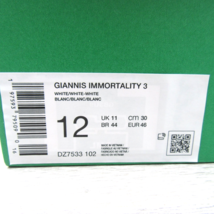 GIANNIS IMMORTALITY 3
WHITE/WHITE-WHITE
BLANC/BLANC/BLANC
12
UK 11
CM 30
BR 44
EUR 46
DZ7533 102